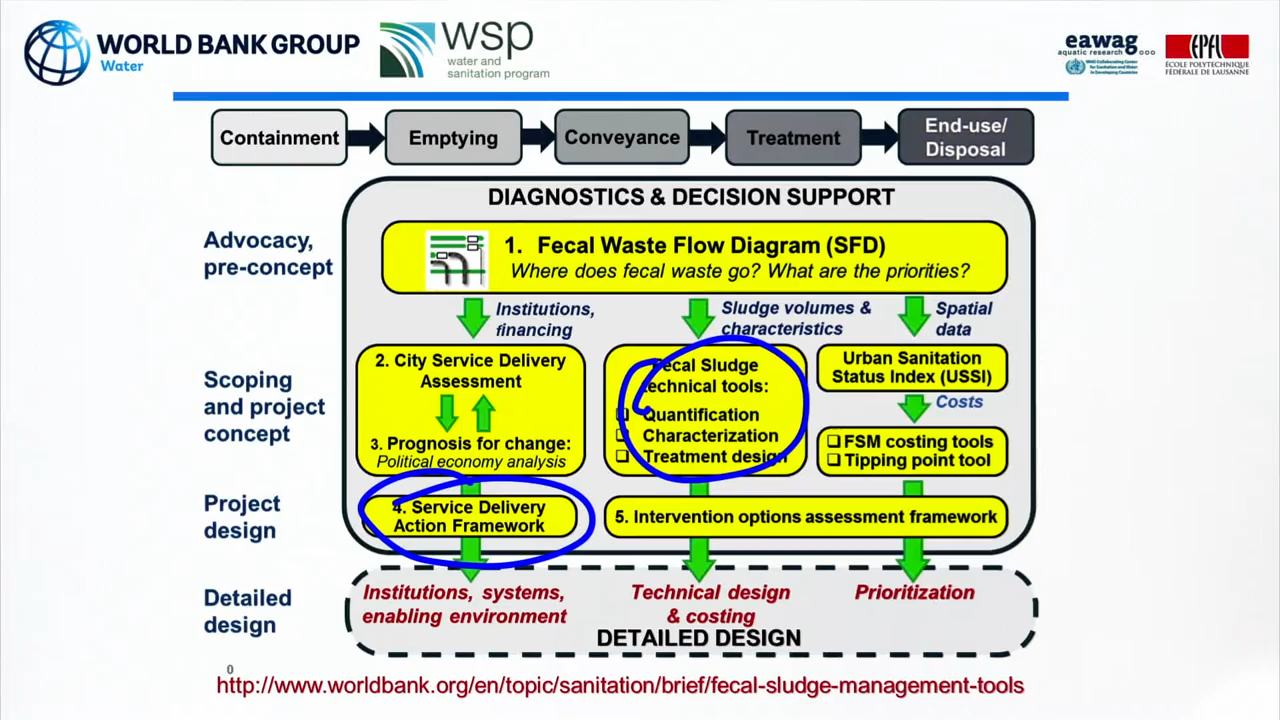 WORLD BANK GROUP
Water
wsp
water and
sanitation program
eawag
aquatic research
EPFL
ÉCOLE POLYTECHNIQUE
FÉDÉRALE DE LAUSANNE
Containment
Emptying
Conveyance
Treatment
End-use/
Disposal
DIAGNOSTICS & DECISION SUPPORT
Advocacy,
pre-concept
1. Fecal Waste Flow Diagram (SFD)
Where does fecal waste go? What are the priorities?
Institutions,
financing
Sludge volumes &
characteristics
Spatial
data
Scoping
and project
concept
2. City Service Delivery
Assessment
3. Prognosis for change:
Political economy analysis
Fecal Sludge
technical tools:
Quantification
Characterization
Treatment design
Urban Sanitation
Status Index (USSI)
Costs
FSM costing tools
Tipping point tool
Project
design
4. Service Delivery
Action Framework
5. Intervention options assessment framework
Detailed
design
Institutions, systems,
enabling environment
Technical design
& costing
Prioritization
DETAILED DESIGN
0
http://www.worldbank.org/en/topic/sanitation/brief/fecal-sludge-management-tools